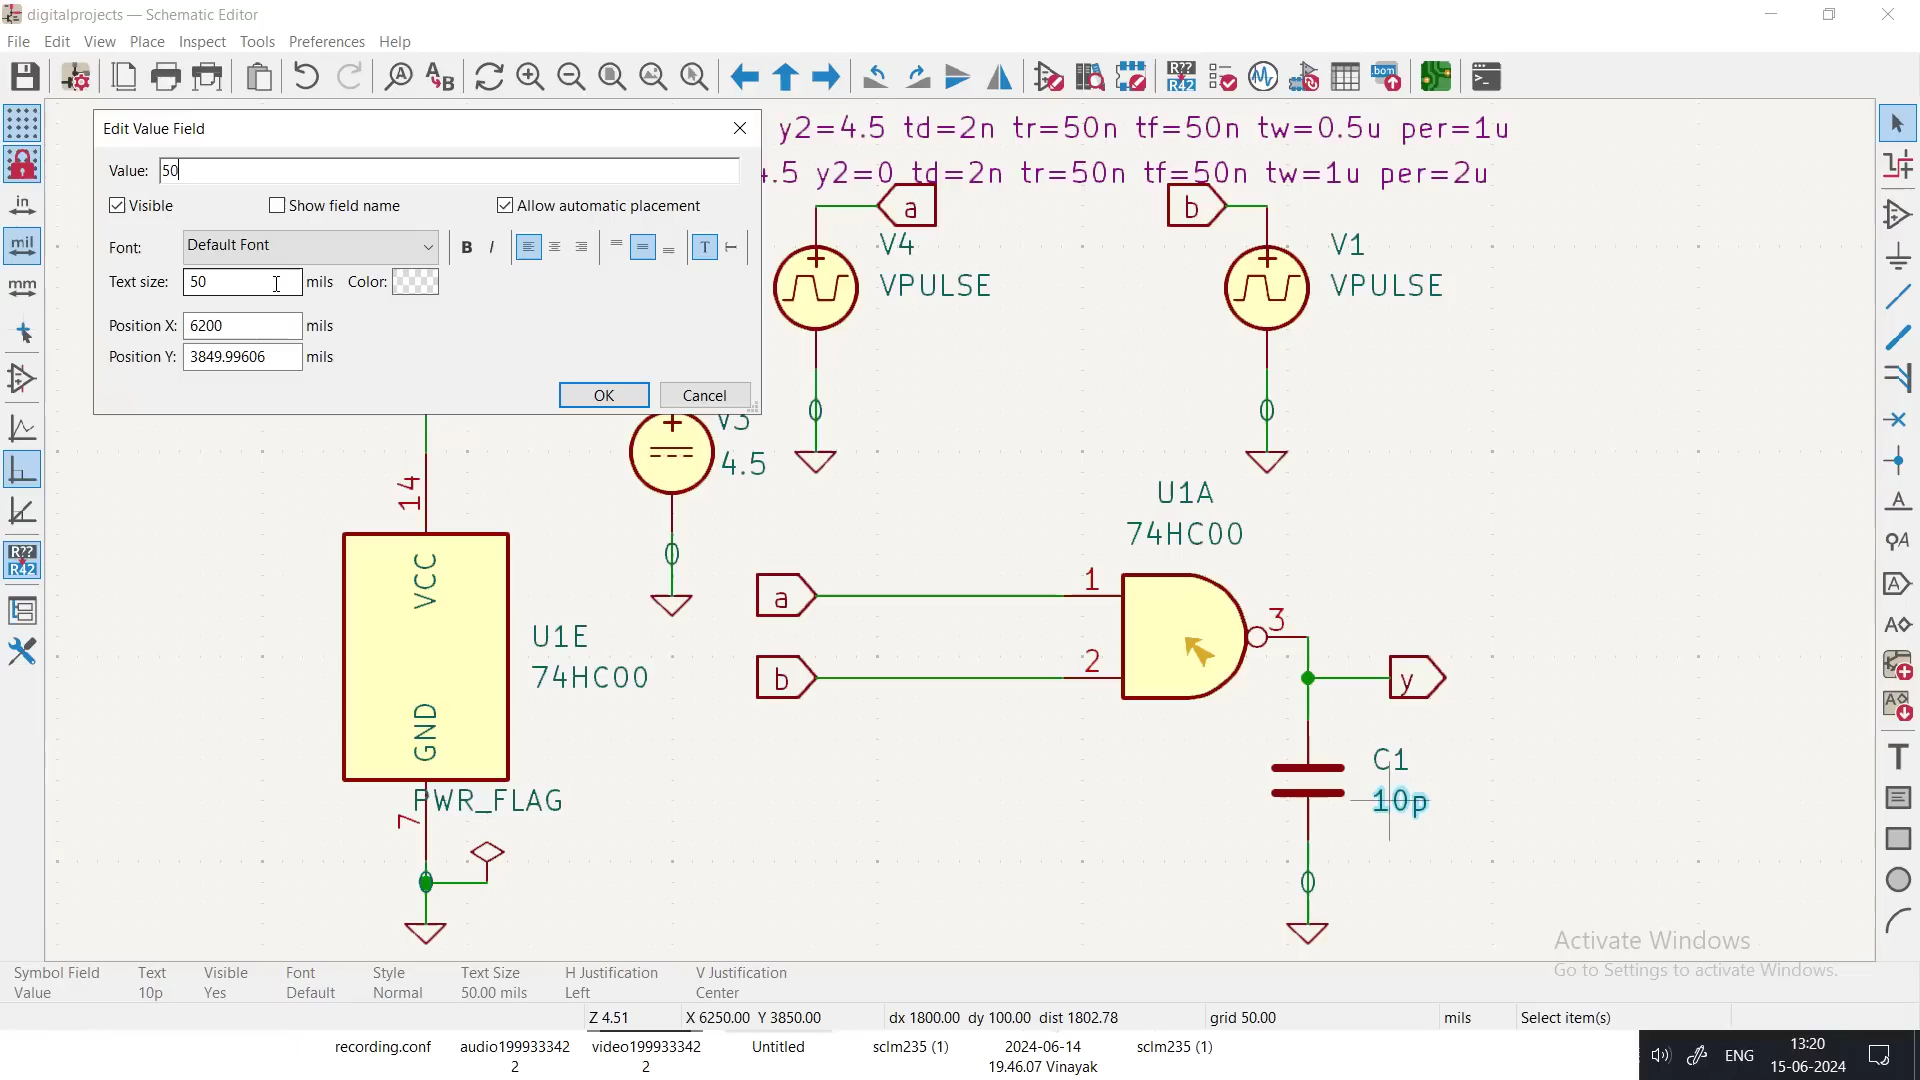 digitalprojects — Schematic Editor
File Edit View Place Inspect Tools Preferences Help
Edit Value Field
Value: 50
Visible Show field name Allow automatic placement
Font: Default Font B I T
Text size: 50 mils Color:
Position X: 6200 mils
Position Y: 3849.99606 mils
OK Cancel
y2=4.5 td=2n tr=50n tf=50n tw=0.5u per=1u
4.5 y2=0 td=2n tr=50n tf=50n tw=1u per=2u
a
V4
VPULSE
0
b
V1
VPULSE
0
V3
4.5
0
14
VCC
GND
U1E
74HC00
PWR_FLAG
7
U1A
74HC00
a
1
b
2
3
y
C1
10p
0
in
mil
mm
R??
R42
R??
R42
bom
A
B
A
A
A
A
T
Symbol Field Text Visible Font Style Text Size H Justification V Justification
Value 10p Yes Default Normal 50.00 mils Left Center
Z 4.51 X 6250.00 Y 3850.00 dx 1800.00 dy 100.00 dist 1802.78 grid 50.00 mils Select item(s)
Activate Windows
Go to Settings to activate Windows.
recording.conf audio199933342 video199933342 Untitled sclm235 (1) 2024-06-14 sclm235 (1)
2 2 19.46.07 Vinayak
ENG 13:20
15-06-2024